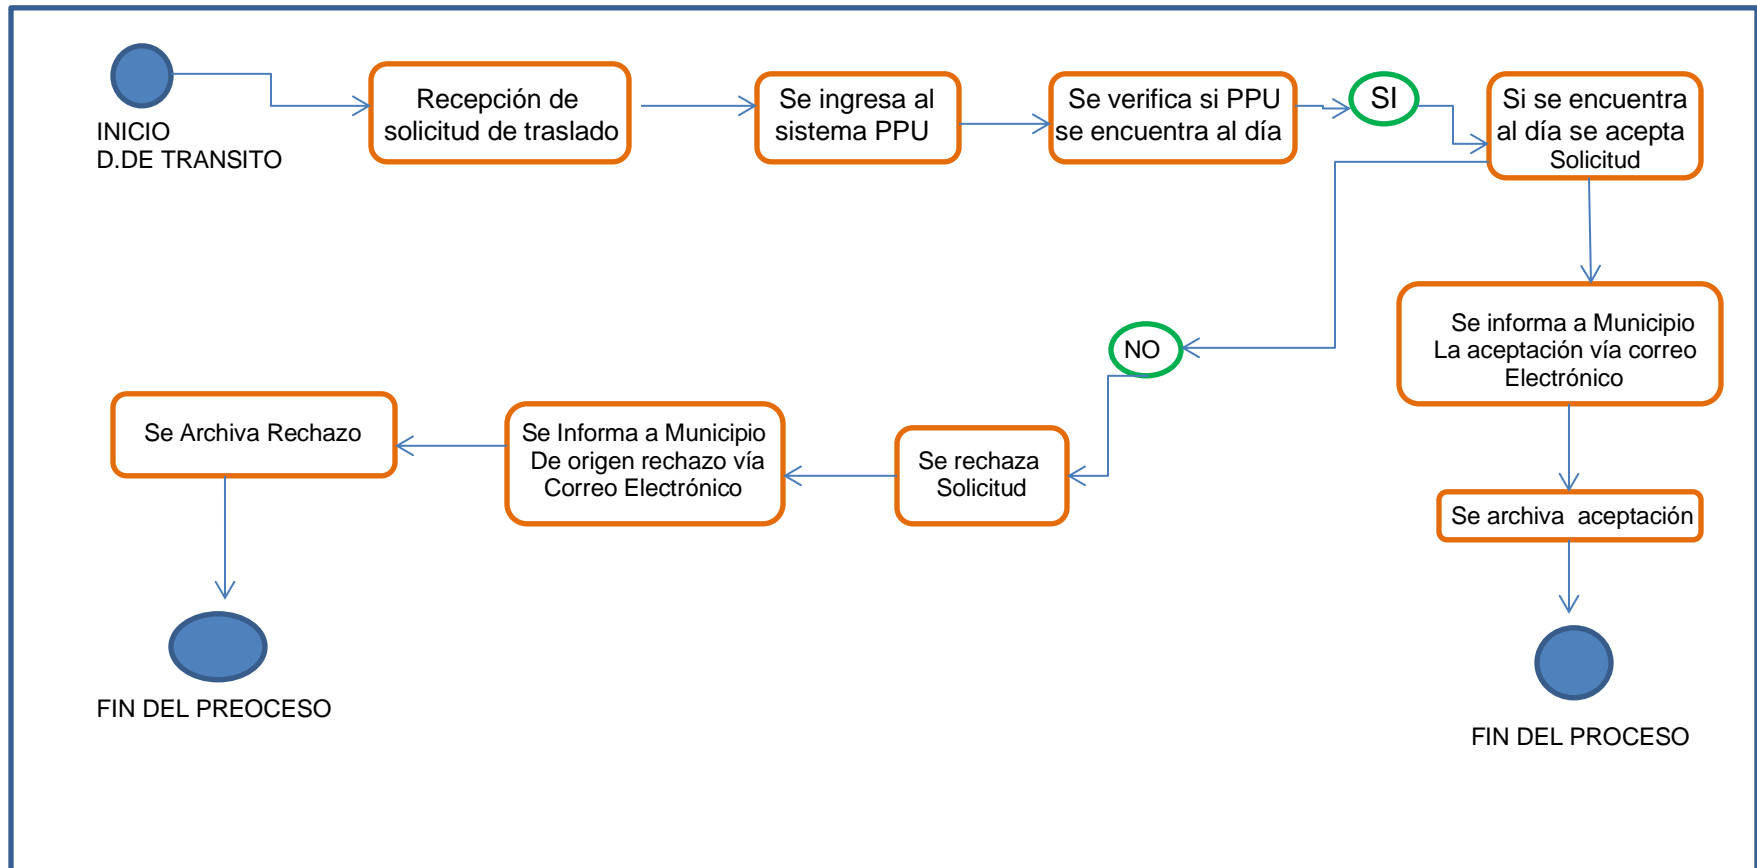 INICIO
D.DE TRANSITO
Recepción de
solicitud de traslado
Se ingresa al
sistema PPU
Se verifica si PPU
se encuentra al día
SI
Si se encuentra
al día se acepta
Solicitud
Se informa a Municipio
La aceptación vía correo
Electrónico
Se archiva  aceptación
FIN DEL PROCESO
NO
Se rechaza
Solicitud
Se Informa a Municipio
De origen rechazo vía
Correo Electrónico
Se Archiva Rechazo
FIN DEL PREOCESO